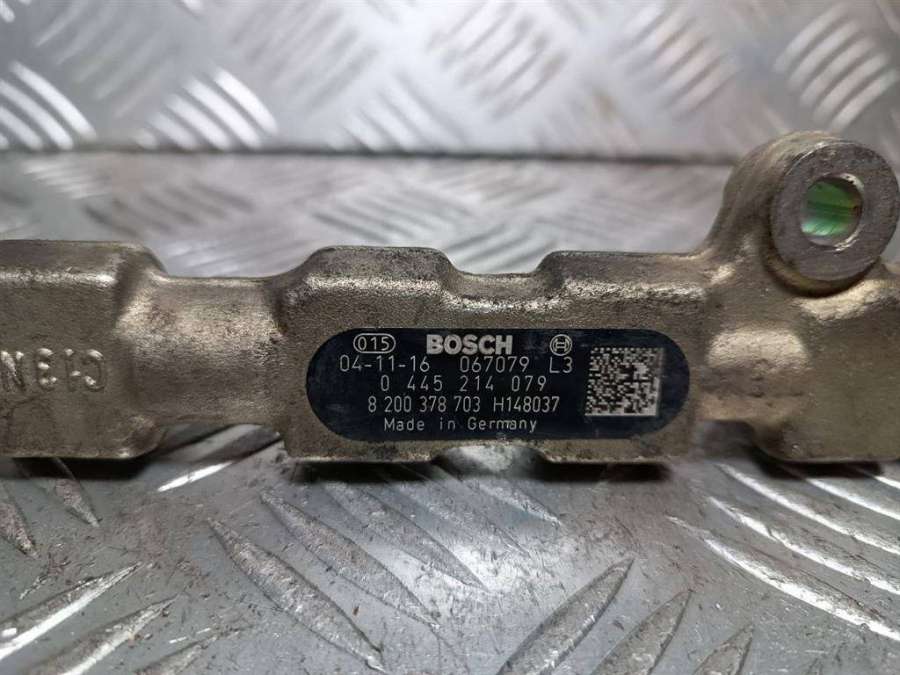 015 BOSCH
04-11-16 067079 L3
0 445 214 079
8 200 378 703 H148037
Made in Germany